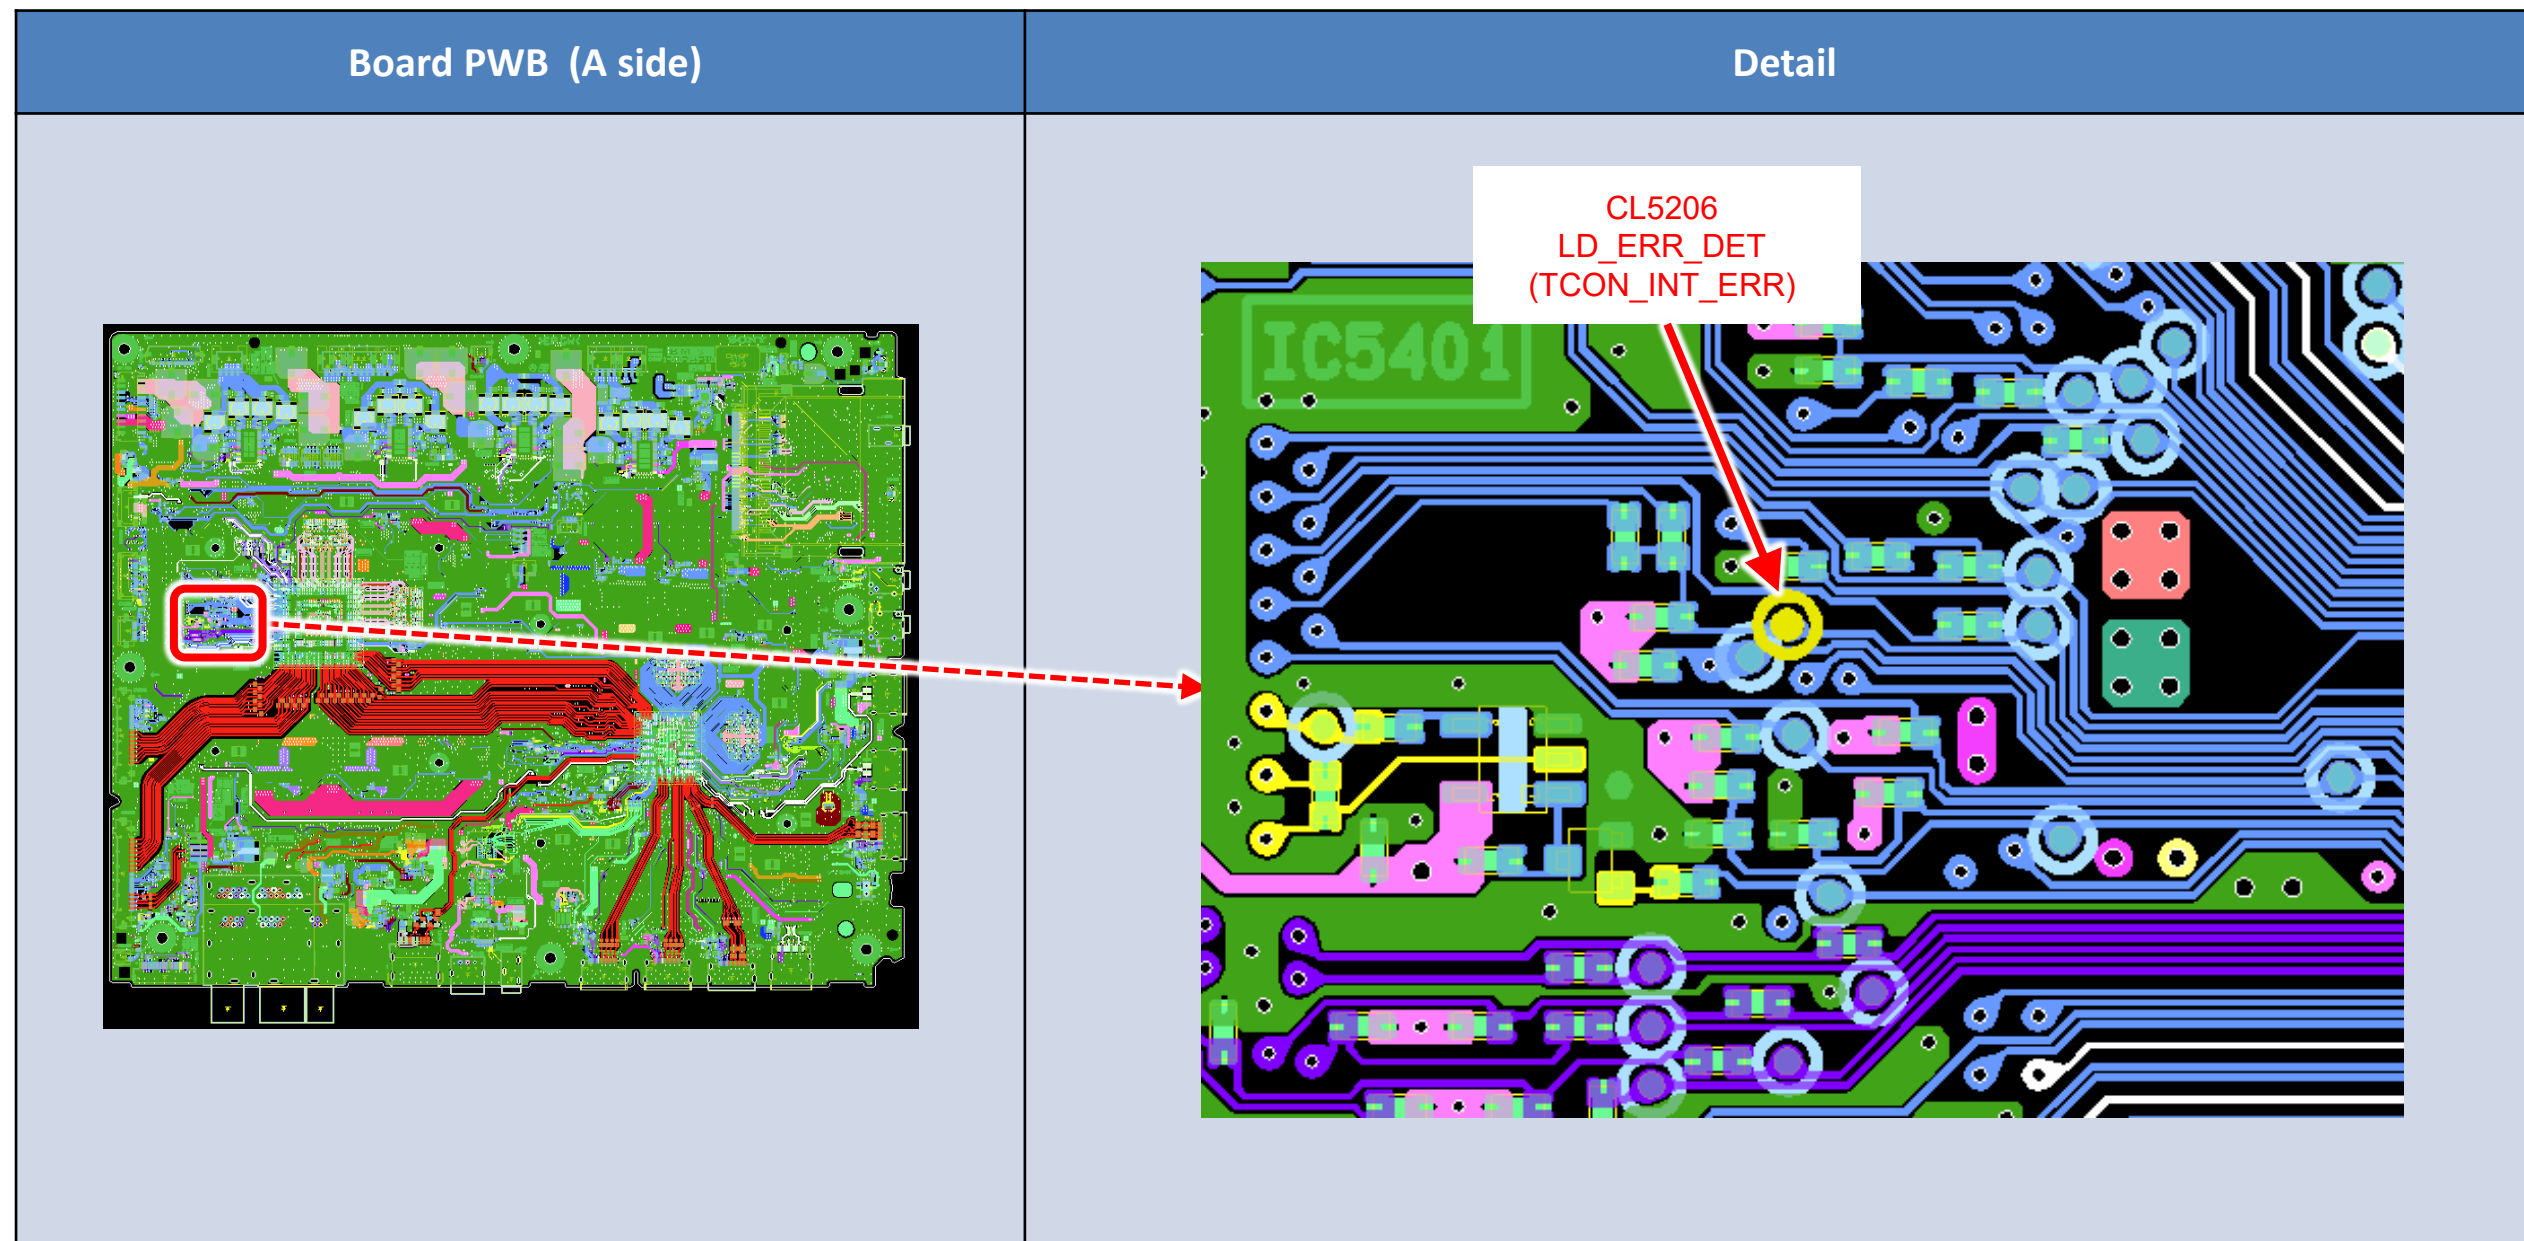 Board PWB (A side)
Detail
CL5206
LD_ERR_DET
(TCON_INT_ERR)
IC5401